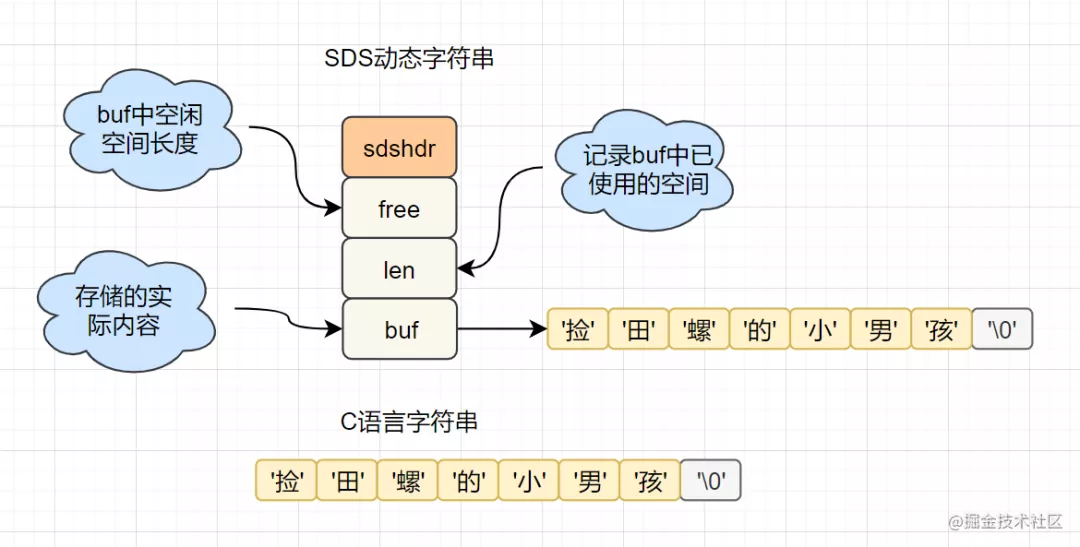 SDS动态字符串
buf中空闲
空间长度
sdshdr
记录buf中已
使用的空间
free
len
存储的实
际内容
buf
'捡' '田' '螺' '的' '小' '男' '孩' '\0'
C语言字符串
'捡' '田' '螺' '的' '小' '男' '孩' '\0'
@掘金技术社区